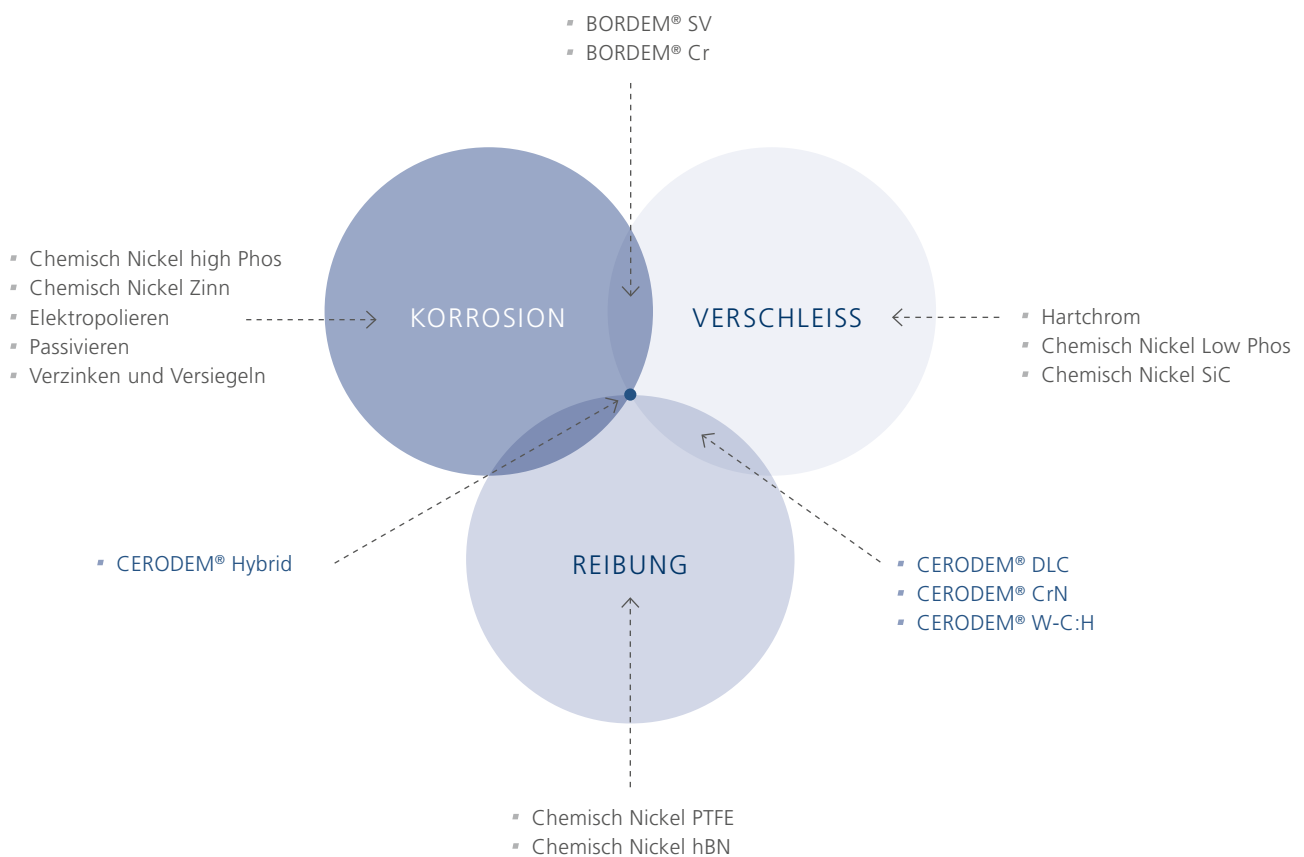 ▪ BORDEM® SV
▪ BORDEM® Cr
▪ Chemisch Nickel high Phos
▪ Chemisch Nickel Zinn
▪ Elektropolieren
▪ Passivieren
▪ Verzinken und Versiegeln
KORROSION
VERSCHLEISS
▪ Hartchrom
▪ Chemisch Nickel Low Phos
▪ Chemisch Nickel SiC
▪ CERODEM® Hybrid
REIBUNG
▪ CERODEM® DLC
▪ CERODEM® CrN
▪ CERODEM® W-C:H
▪ Chemisch Nickel PTFE
▪ Chemisch Nickel hBN